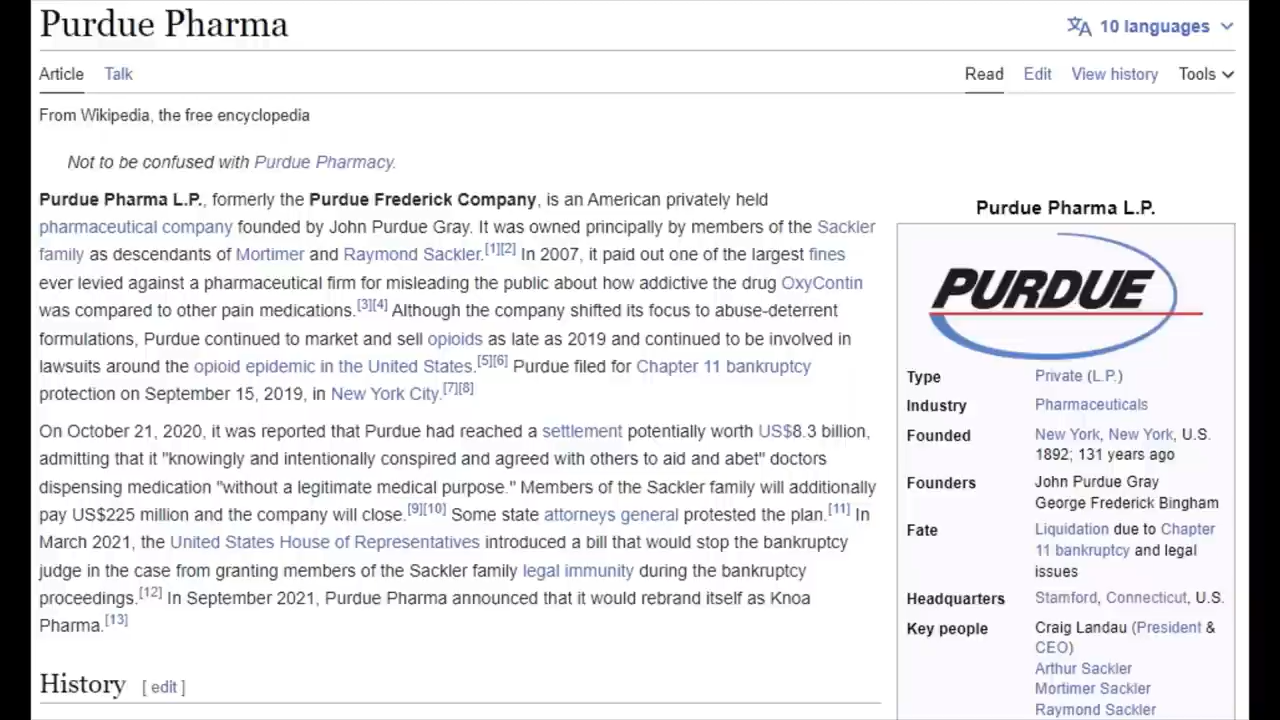 Purdue Pharma
10 languages
Article Talk
Read Edit View history Tools
From Wikipedia, the free encyclopedia
Not to be confused with Purdue Pharmacy.
Purdue Pharma L.P., formerly the Purdue Frederick Company, is an American privately held
pharmaceutical company founded by John Purdue Gray. It was owned principally by members of the Sackler
family as descendants of Mortimer and Raymond Sackler.[1][2] In 2007, it paid out one of the largest fines
ever levied against a pharmaceutical firm for misleading the public about how addictive the drug OxyContin
was compared to other pain medications.[3][4] Although the company shifted its focus to abuse-deterrent
formulations, Purdue continued to market and sell opioids as late as 2019 and continued to be involved in
lawsuits around the opioid epidemic in the United States.[5][6] Purdue filed for Chapter 11 bankruptcy
protection on September 15, 2019, in New York City.[7][8]
On October 21, 2020, it was reported that Purdue had reached a settlement potentially worth US$8.3 billion,
admitting that it "knowingly and intentionally conspired and agreed with others to aid and abet" doctors
dispensing medication "without a legitimate medical purpose." Members of the Sackler family will additionally
pay US$225 million and the company will close.[9][10] Some state attorneys general protested the plan.[11] In
March 2021, the United States House of Representatives introduced a bill that would stop the bankruptcy
judge in the case from granting members of the Sackler family legal immunity during the bankruptcy
proceedings.[12] In September 2021, Purdue Pharma announced that it would rebrand itself as Knoa
Pharma.[13]
History [ edit ]
Purdue Pharma L.P.
PURDUE
Type Private (L.P.)
Industry Pharmaceuticals
Founded New York, New York, U.S.
1892; 131 years ago
Founders John Purdue Gray
George Frederick Bingham
Fate Liquidation due to Chapter
11 bankruptcy and legal
issues
Headquarters Stamford, Connecticut, U.S.
Key people Craig Landau (President &
CEO)
Arthur Sackler
Mortimer Sackler
Raymond Sackler